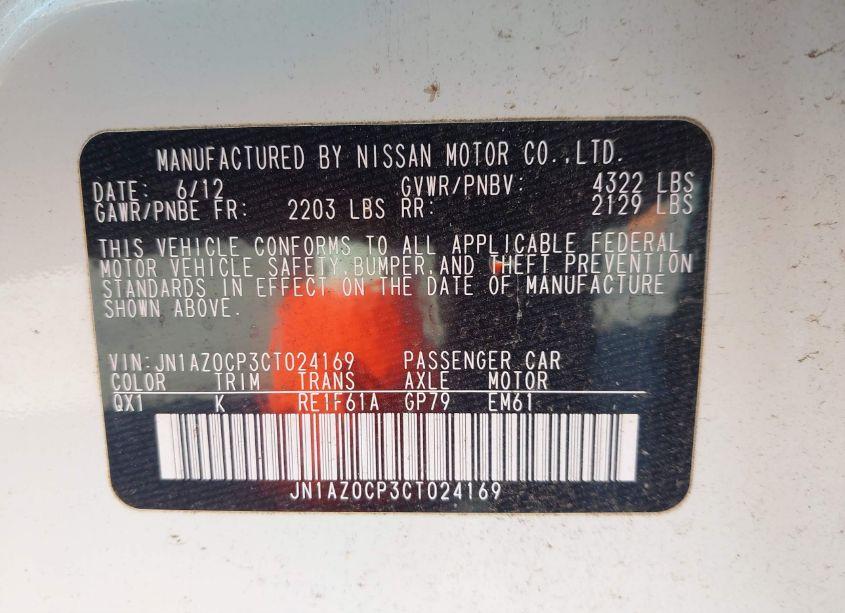 MANUFACTURED BY NISSAN MOTOR CO.,LTD.
DATE: 6/12 GVWR/PNBV: 4322 LBS
GAWR/PNBE FR: 2203 LBS RR: 2129 LBS
THIS VEHICLE CONFORMS TO ALL APPLICABLE FEDERAL
MOTOR VEHICLE SAFETY,BUMPER,AND THEFT PREVENTION
STANDARDS IN EFFECT ON THE DATE OF MANUFACTURE
SHOWN ABOVE.
VIN:JN1AZ0CP3CT024169 PASSENGER CAR
COLOR TRIM TRANS AXLE MOTOR
QX1 K RE1F61A GP79 EM61
JN1AZ0CP3CT024169